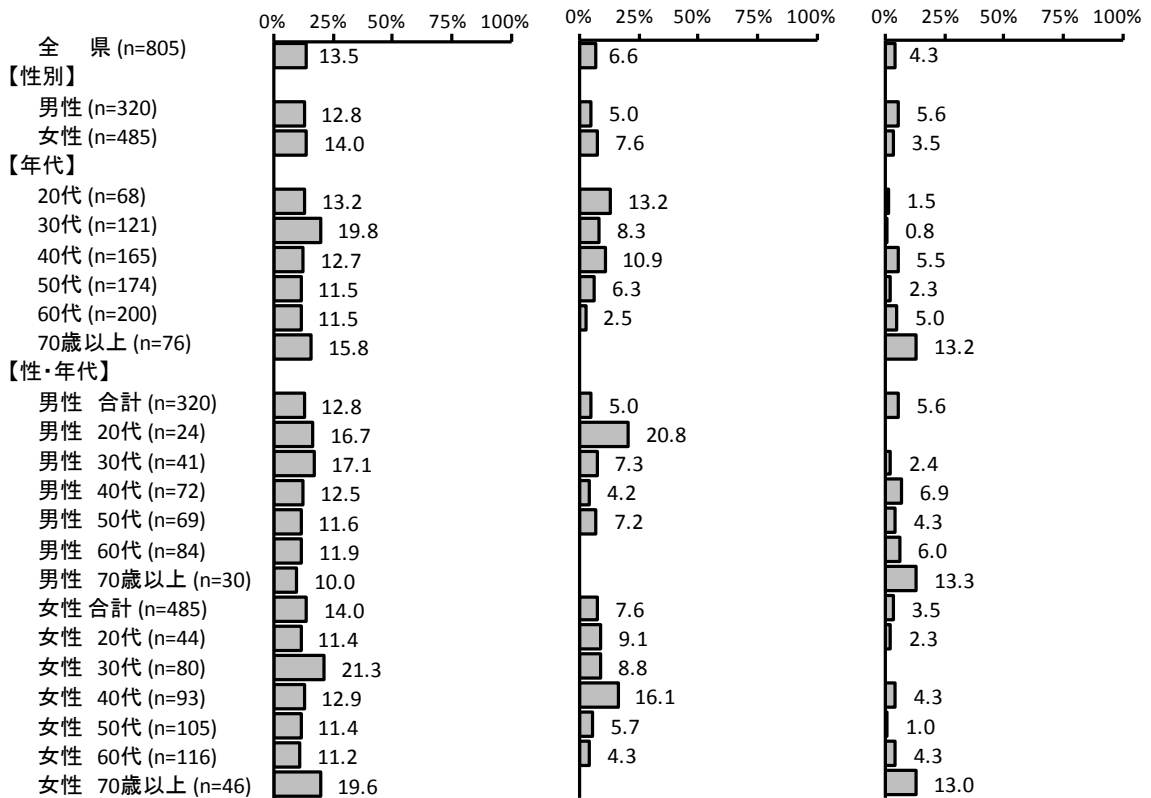 0% 25% 50% 75% 100% 0% 25% 50% 75% 100% 0% 25% 50% 75% 100%
全 県 (n=805) 13.5 6.6 4.3
【性別】
男性 (n=320) 12.8 5.0 5.6
女性 (n=485) 14.0 7.6 3.5
【年代】
20代 (n=68) 13.2 13.2 1.5
30代 (n=121) 19.8 8.3 0.8
40代 (n=165) 12.7 10.9 5.5
50代 (n=174) 11.5 6.3 2.3
60代 (n=200) 11.5 2.5 5.0
70歳以上 (n=76) 15.8 13.2
【性・年代】
男性 合計 (n=320) 12.8 5.0 5.6
男性 20代 (n=24) 16.7 20.8
男性 30代 (n=41) 17.1 7.3 2.4
男性 40代 (n=72) 12.5 4.2 6.9
男性 50代 (n=69) 11.6 7.2 4.3
男性 60代 (n=84) 11.9 6.0
男性 70歳以上 (n=30) 10.0 13.3
女性 合計 (n=485) 14.0 7.6 3.5
女性 20代 (n=44) 11.4 9.1 2.3
女性 30代 (n=80) 21.3 8.8
女性 40代 (n=93) 12.9 16.1 4.3
女性 50代 (n=105) 11.4 5.7 1.0
女性 60代 (n=116) 11.2 4.3 4.3
女性 70歳以上 (n=46) 19.6 13.0